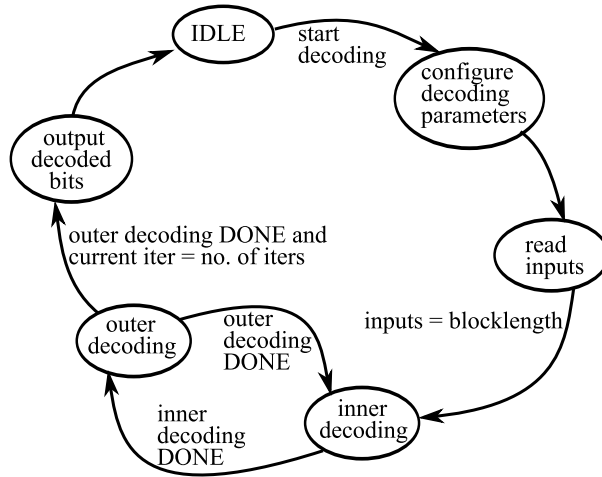 IDLE
start
decoding
configure
decoding
parameters
read
inputs
inputs = blocklength
inner
decoding
inner
decoding
DONE
outer
decoding
DONE
outer
decoding
outer decoding DONE and
current iter = no. of iters
output
decoded
bits